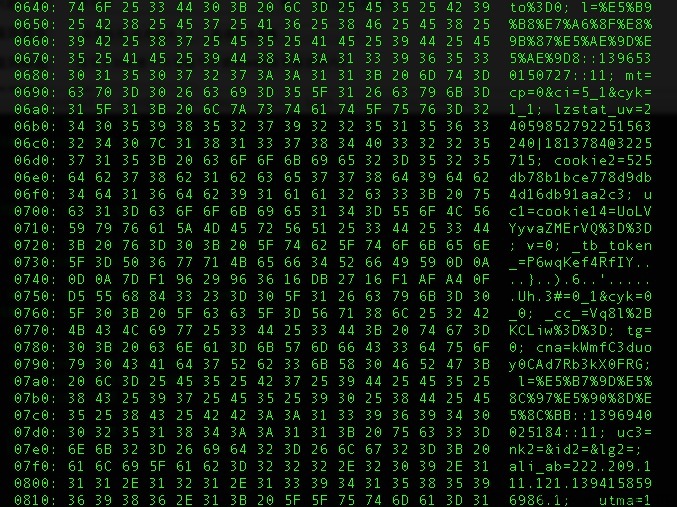 0640: 74 6F 25 33 44 30 3B 20 6C 3D 25 45 35 25 42 39 to%3D0; l=%E5%B9
0650: 25 42 38 25 45 37 25 41 36 25 38 46 25 45 38 25 %B8%E7%A6%8F%E8%
0660: 39 42 25 38 37 25 45 35 25 41 45 25 39 44 25 45 9B%87%E5%AE%9D%E
0670: 35 25 41 45 25 39 44 38 3A 3A 31 33 39 36 35 33 5%AE%9D8::139653
0680: 30 31 35 30 37 32 37 3A 3A 31 31 3B 20 6D 74 3D 0150727::11; mt=
0690: 63 70 3D 30 26 63 69 3D 35 5F 31 26 63 79 6B 3D cp=0&ci=5_1&cyk=
06a0: 31 5F 31 3B 20 6C 7A 73 74 61 74 5F 75 76 3D 32 1_1; lzstat_uv=2
06b0: 34 30 35 39 38 35 32 37 39 32 32 35 31 35 36 33 4059852792251563
06c0: 32 34 30 7C 31 38 31 33 37 38 34 40 33 32 32 35 240|1813784@3225
06d0: 37 31 35 3B 20 63 6F 6F 6B 69 65 32 3D 35 32 35 715; cookie2=525
06e0: 64 62 37 38 62 31 62 63 65 37 37 38 64 39 64 62 db78b1bce778d9db
06f0: 34 64 31 36 64 62 39 31 61 61 32 63 33 3B 20 75 4d16db91aa2c3; u
0700: 63 31 3D 63 6F 6F 6B 69 65 31 34 3D 55 6F 4C 56 c1=cookie14=UoLV
0710: 59 79 76 61 5A 4D 45 72 56 51 25 33 44 25 33 44 YyvaZMErVQ%3D%3D
0720: 3B 20 76 3D 30 3B 20 5F 74 62 5F 74 6F 6B 65 6E ; v=0; _tb_token
0730: 5F 3D 50 36 77 71 4B 65 66 34 52 66 49 59 0D 0A _=P6wqKef4RfIY..
0740: 0D 0A 7D F1 96 29 96 36 16 DB 27 16 F1 AF A4 0F ..}..).6..'.....
0750: D5 55 68 84 33 23 3D 30 5F 31 26 63 79 6B 3D 30 .Uh.3#=0_1&cyk=0
0760: 5F 30 3B 20 5F 63 63 5F 3D 56 71 38 6C 25 32 42 _0; _cc_=Vq8l%2B
0770: 4B 43 4C 69 77 25 33 44 25 33 44 3B 20 74 67 3D KCLiw%3D%3D; tg=
0780: 30 3B 20 63 6E 61 3D 6B 57 6D 66 43 33 64 75 6F 0; cna=kWmfC3duo
0790: 79 30 43 41 64 37 52 62 33 6B 58 30 46 52 47 3B y0CAd7Rb3kX0FRG;
07a0: 20 6C 3D 25 45 35 25 42 37 25 39 44 25 45 35 25 l=%E5%B7%9D%E5%
07b0: 38 43 25 39 37 25 45 35 25 39 30 25 38 44 25 45 8C%97%E5%90%8D%E
07c0: 35 25 38 43 25 42 42 3A 3A 31 33 39 36 39 34 30 5%8C%BB::1396940
07d0: 30 32 35 31 38 34 3A 3A 31 31 3B 20 75 63 33 3D 025184::11; uc3=
07e0: 6E 6B 32 3D 26 69 64 32 3D 26 6C 67 32 3D 3B 20 nk2=&id2=&lg2=;
07f0: 61 6C 69 5F 61 62 3D 32 32 32 2E 32 30 39 2E 31 ali_ab=222.209.1
0800: 31 31 2E 31 32 31 2E 31 33 39 34 31 35 38 35 39 11.121.139415859
0810: 36 39 38 36 2E 31 3B 20 5F 5F 75 74 6D 61 3D 31 6986.1; __utma=1